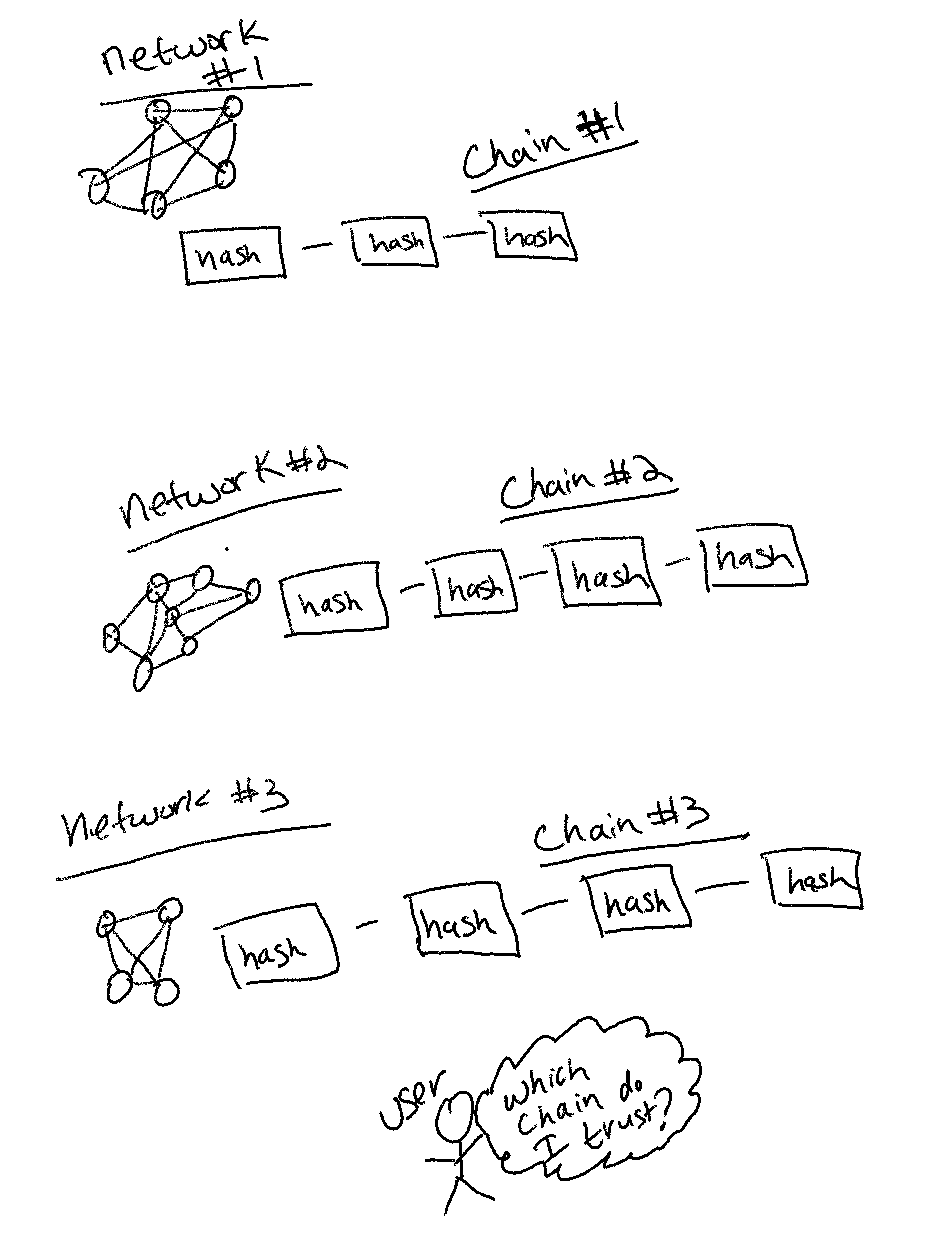 network
#1
Chain #1
hash - hash - hash
network #2
Chain #2
hash - hash - hash - hash
Network #3
Chain #3
hash - hash - hash - hash
user
Which
chain do
I trust?